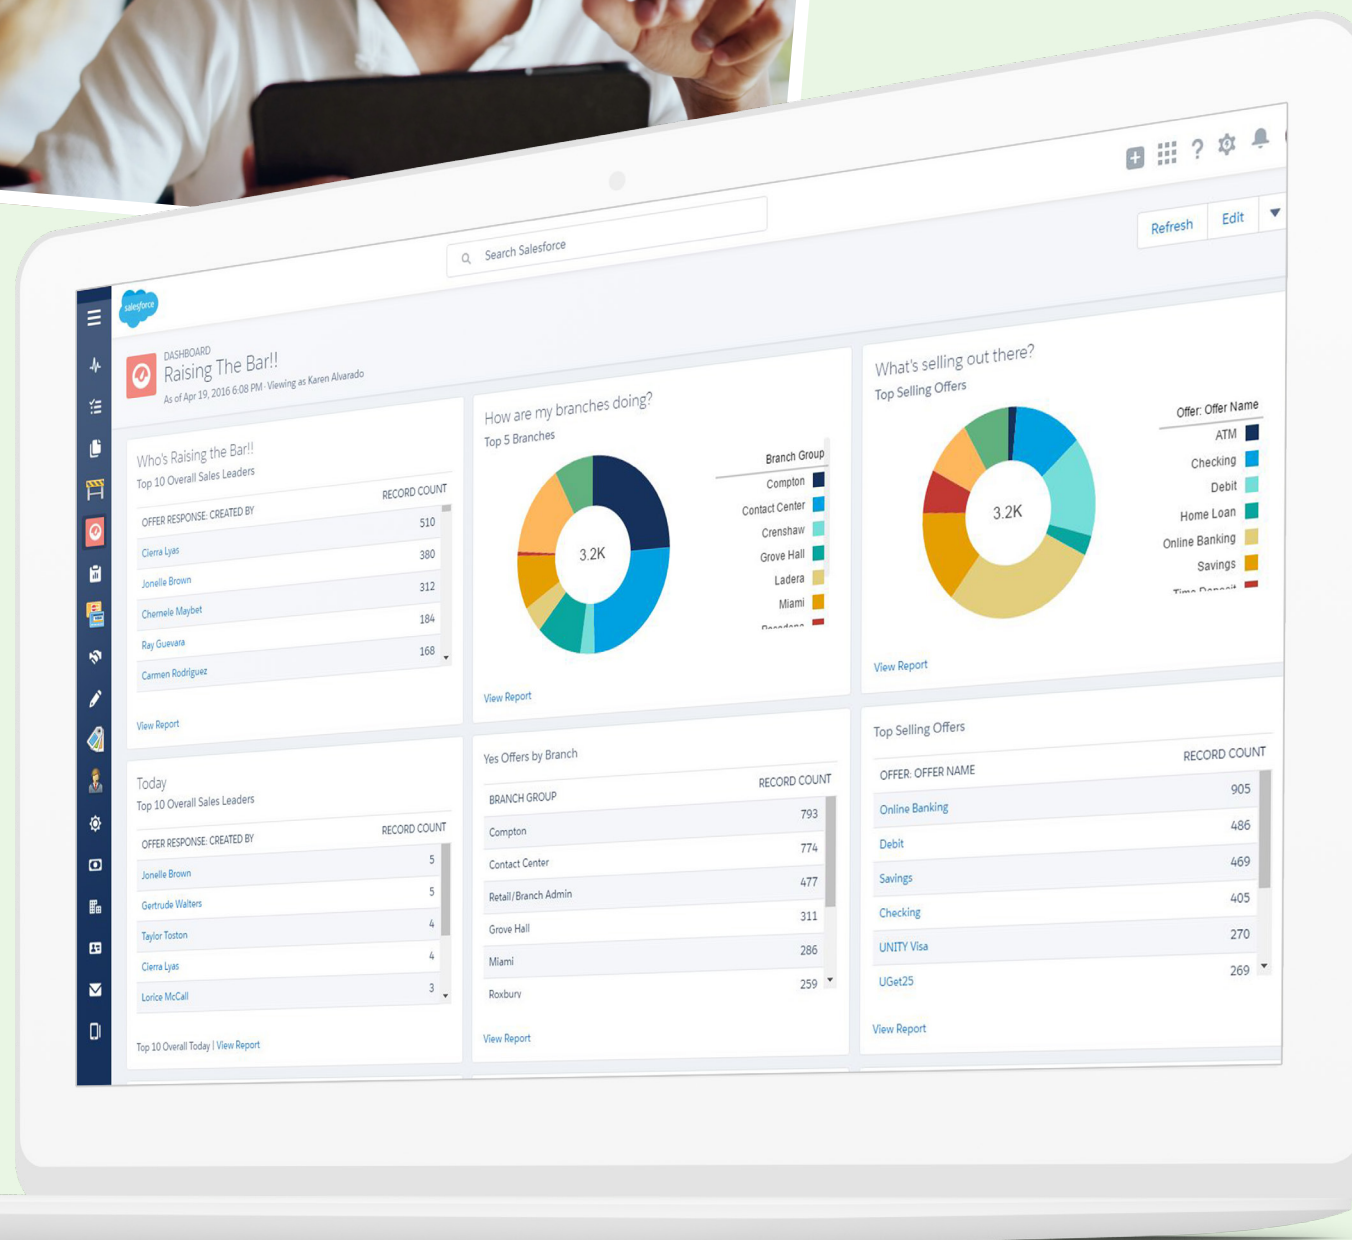 Search Salesforce
Refresh
Edit
salesforce
DASHBOARD
Raising The Bar!!
As of Apr 19, 2016 6:08 PM · Viewing as Karen Alvarado
Who's Raising the Bar!!
Top 10 Overall Sales Leaders
OFFER RESPONSE: CREATED BY RECORD COUNT
Cierra Lyas 510
Jonelle Brown 380
Chemele Maybet 312
Ray Guevara 184
Carmen Rodriguez 168
View Report
How are my branches doing?
Top 5 Branches
3.2K
Branch Group
Compton
Contact Center
Crenshaw
Grove Hall
Ladera
Miami
View Report
What's selling out there?
Top Selling Offers
3.2K
Offer: Offer Name
ATM
Checking
Debit
Home Loan
Online Banking
Savings
Time Deposit
View Report
Today
Top 10 Overall Sales Leaders
OFFER RESPONSE: CREATED BY RECORD COUNT
Jonelle Brown 5
Gertrude Walters 5
Taylor Toston 4
Cierra Lyas 4
Lorice McCall 3
Top 10 Overall Today | View Report
Yes Offers by Branch
BRANCH GROUP RECORD COUNT
Compton 793
Contact Center 774
Retail/Branch Admin 477
Grove Hall 311
Miami 286
Roxbury 259
View Report
Top Selling Offers
OFFER: OFFER NAME RECORD COUNT
Online Banking 905
Debit 486
Savings 469
Checking 405
UNITY Visa 270
UGet25 269
View Report